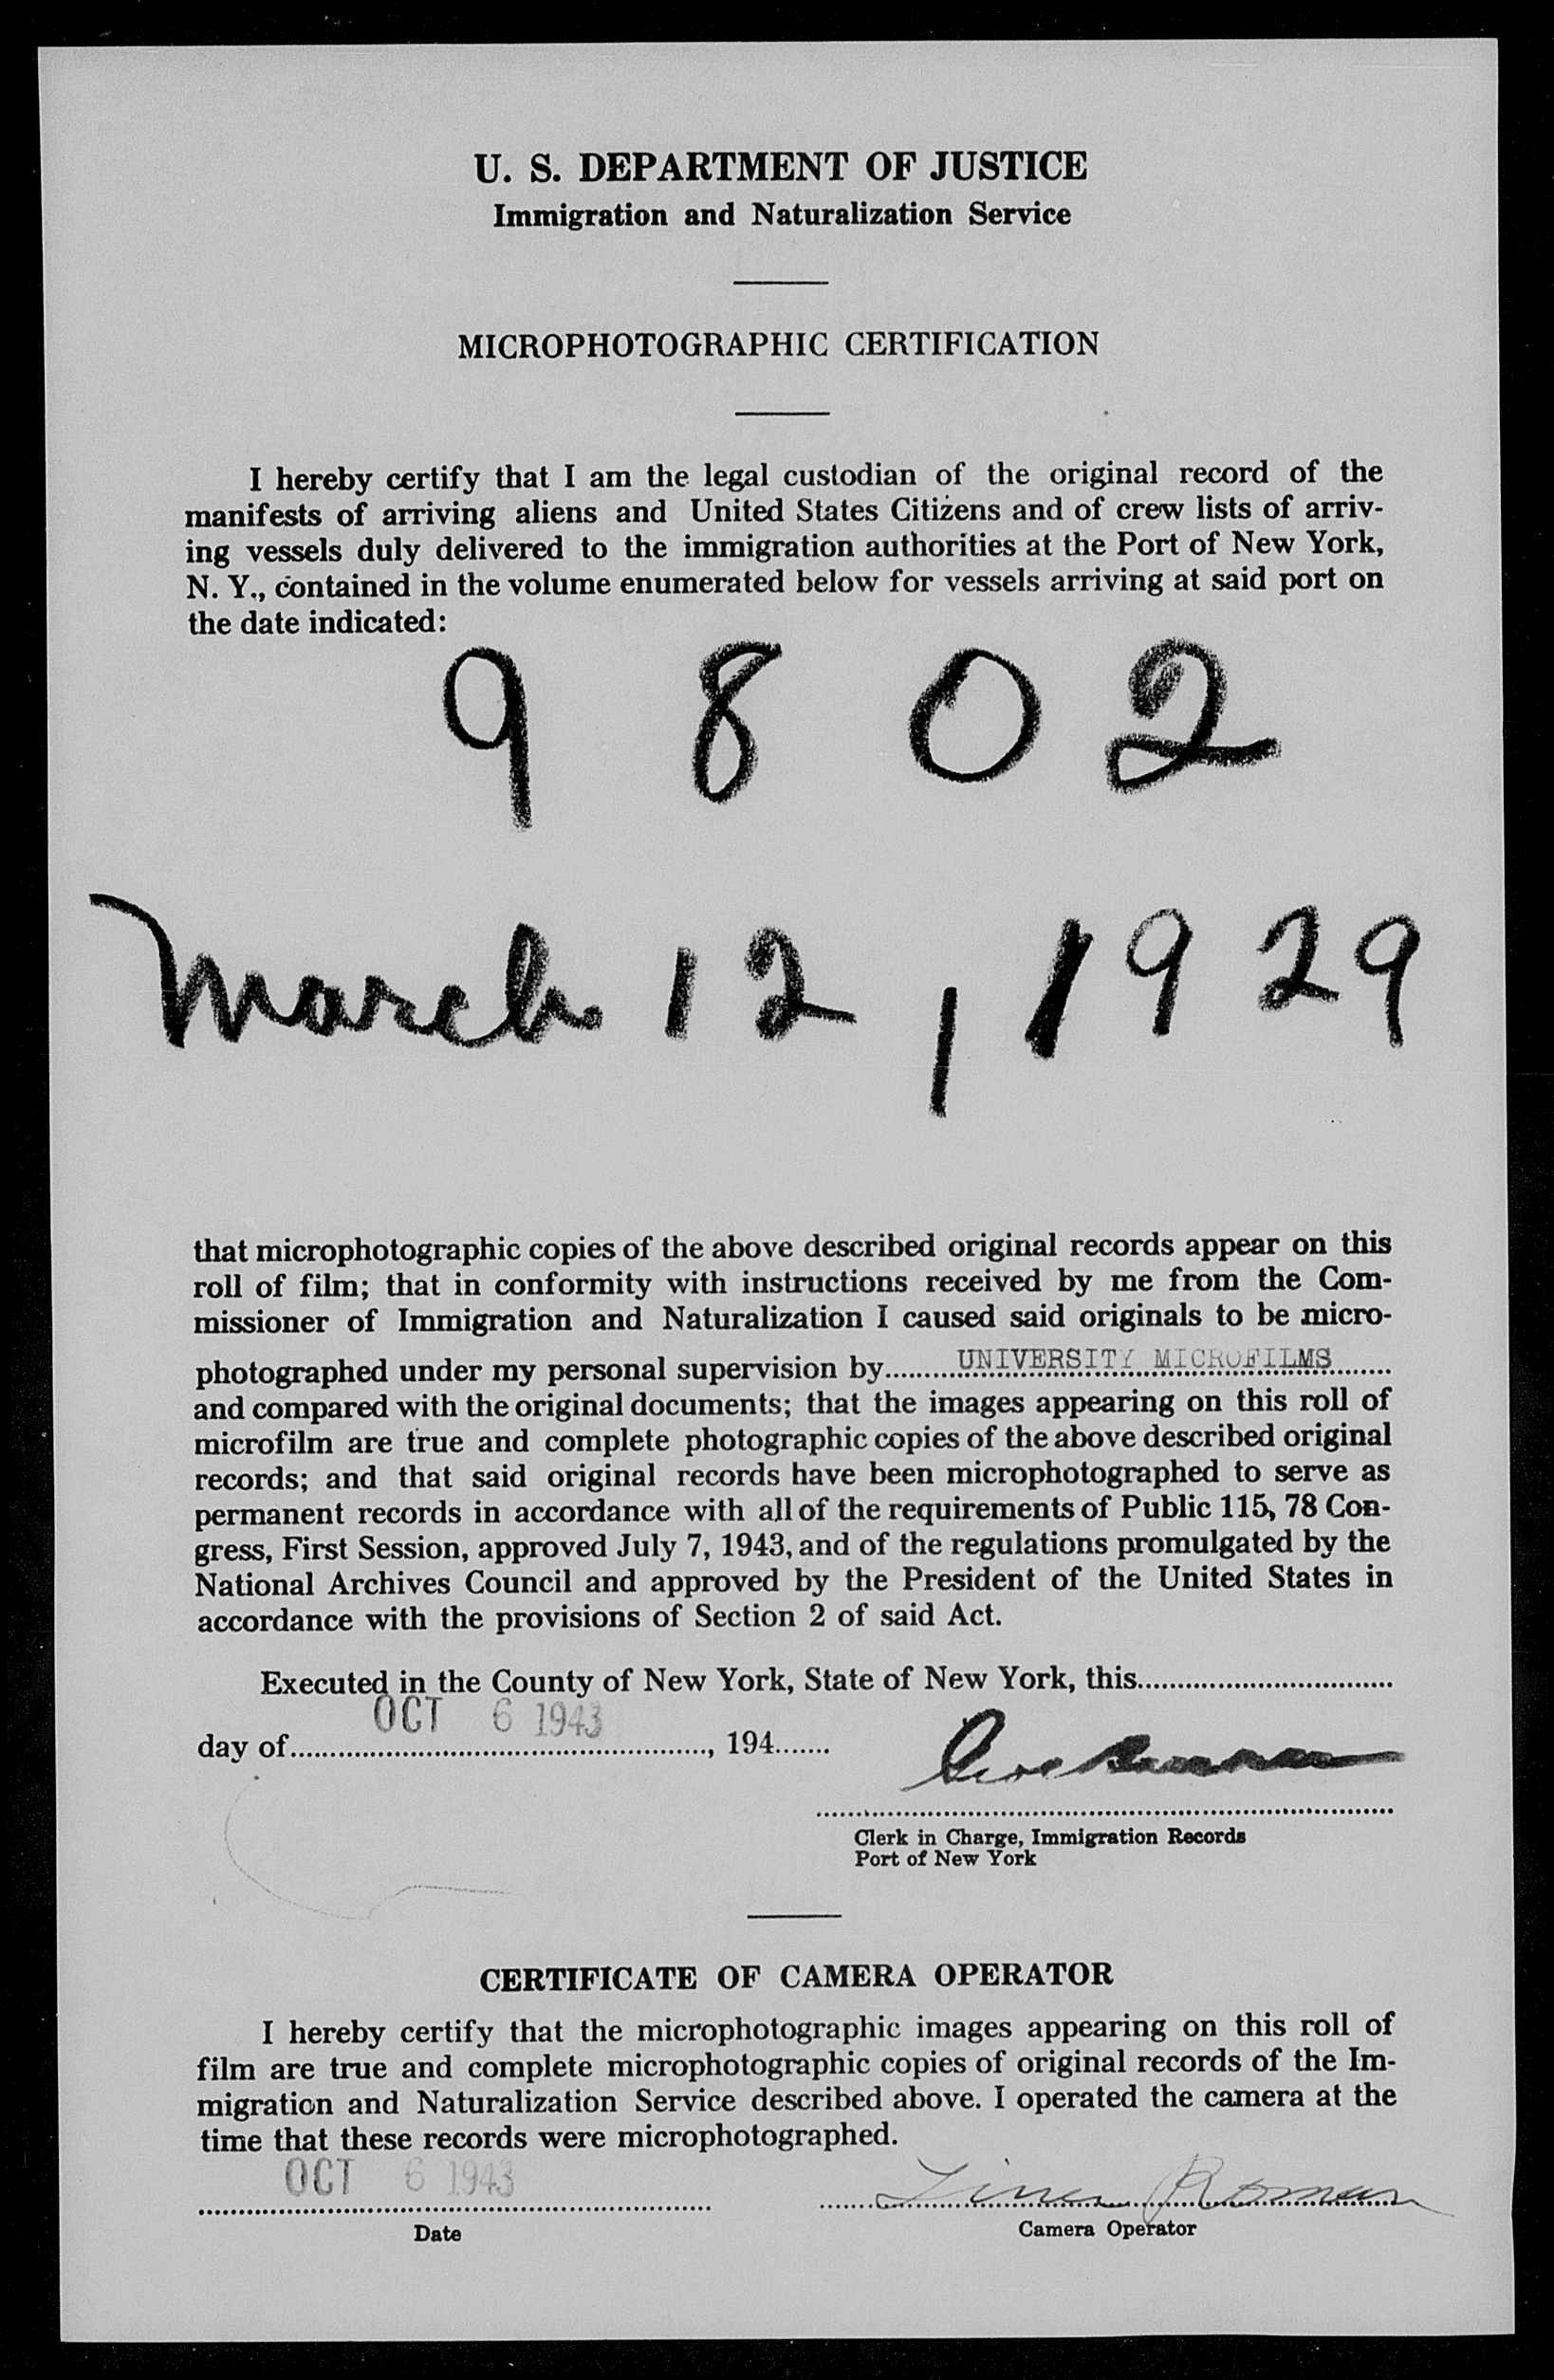 U. S. DEPARTMENT OF JUSTICE
Immigration and Naturalization Service
MICROPHOTOGRAPHIC CERTIFICATION
I hereby certify that I am the legal custodian of the original record of the
manifests of arriving aliens and United States Citizens and of crew lists of arriv-
ing vessels duly delivered to the immigration authorities at the Port of New York,
N. Y., contained in the volume enumerated below for vessels arriving at said port on
the date indicated:
9802
March 12, 1929
that microphotographic copies of the above described original records appear on this
roll of film; that in conformity with instructions received by me from the Com-
missioner of Immigration and Naturalization I caused said originals to be micro-
photographed under my personal supervision by........UNIVERSITY MICROFILMS........
and compared with the original documents; that the images appearing on this roll of
microfilm are true and complete photographic copies of the above described original
records; and that said original records have been microphotographed to serve as
permanent records in accordance with all of the requirements of Public 115, 78 Con-
gress, First Session, approved July 7, 1943, and of the regulations promulgated by the
National Archives Council and approved by the President of the United States in
accordance with the provisions of Section 2 of said Act.
Executed in the County of New York, State of New York, this................................
OCT 6 1943
day of...................................................., 194.......
Clerk in Charge, Immigration Records
Port of New York
CERTIFICATE OF CAMERA OPERATOR
I hereby certify that the microphotographic images appearing on this roll of
film are true and complete microphotographic copies of original records of the Im-
migration and Naturalization Service described above. I operated the camera at the
time that these records were microphotographed.
OCT 6 1943 Roman
Date Camera Operator